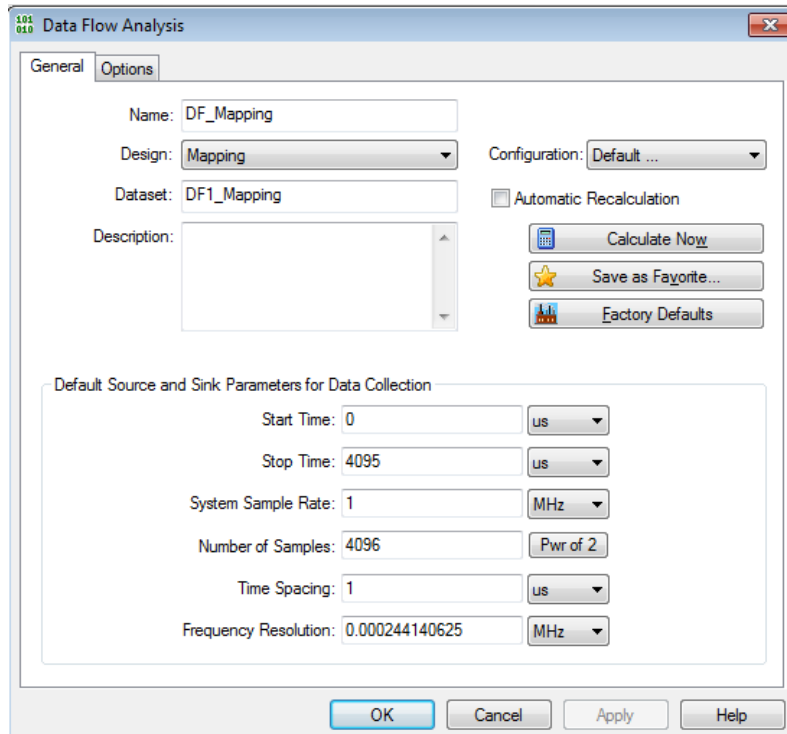 101
010 Data Flow Analysis
General Options
Name: DF_Mapping
Design: Mapping Configuration: Default ...
Dataset: DF1_Mapping Automatic Recalculation
Description: Calculate Now
Save as Favorite...
Factory Defaults
Default Source and Sink Parameters for Data Collection
Start Time: 0 us
Stop Time: 4095 us
System Sample Rate: 1 MHz
Number of Samples: 4096 Pwr of 2
Time Spacing: 1 us
Frequency Resolution: 0.000244140625 MHz
OK Cancel Apply Help